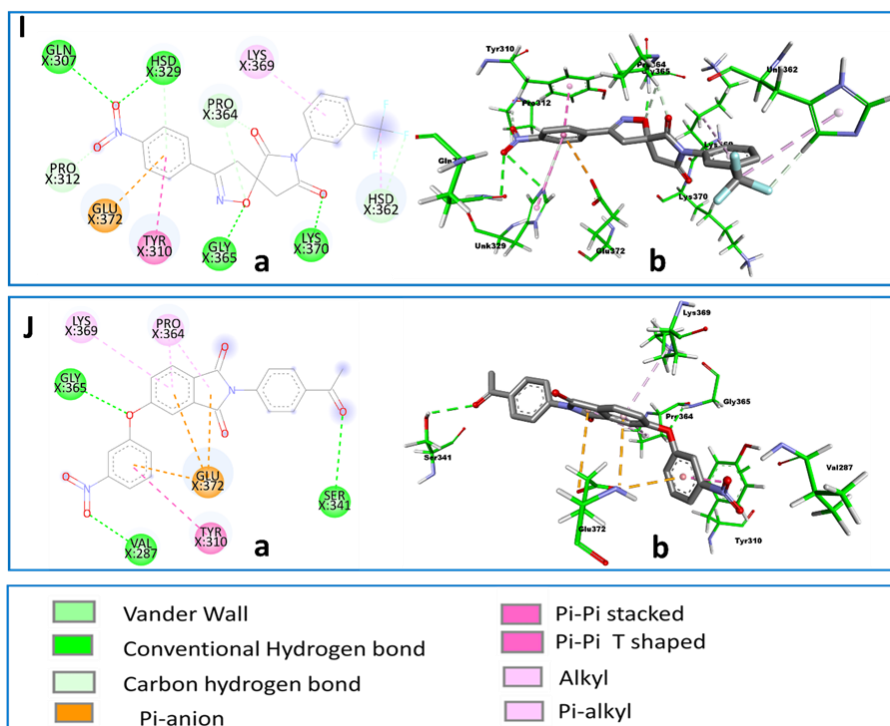 I
GLN
X:307
HSD
X:329
LYS
X:369
PRO
X:364
PRO
X:312
GLU
X:372
TYR
X:310
GLY
X:365
LYS
X:370
HSD
X:362
O
O
N
N
O
O
N
O
a
Tyr310
Unk362
Lys370
Unk329
Glu372
b
J
LYS
X:369
PRO
X:364
GLY
X:365
GLU
X:372
SER
X:341
TYR
X:310
VAL
X:287
O
O
N
O
O
N
O
O
a
Lys369
Gly365
Pro364
Ser341
Val287
Glu372
Tyr310
b
Vander Wall
Conventional Hydrogen bond
Carbon hydrogen bond
Pi-anion
Pi-Pi stacked
Pi-Pi T shaped
Alkyl
Pi-alkyl